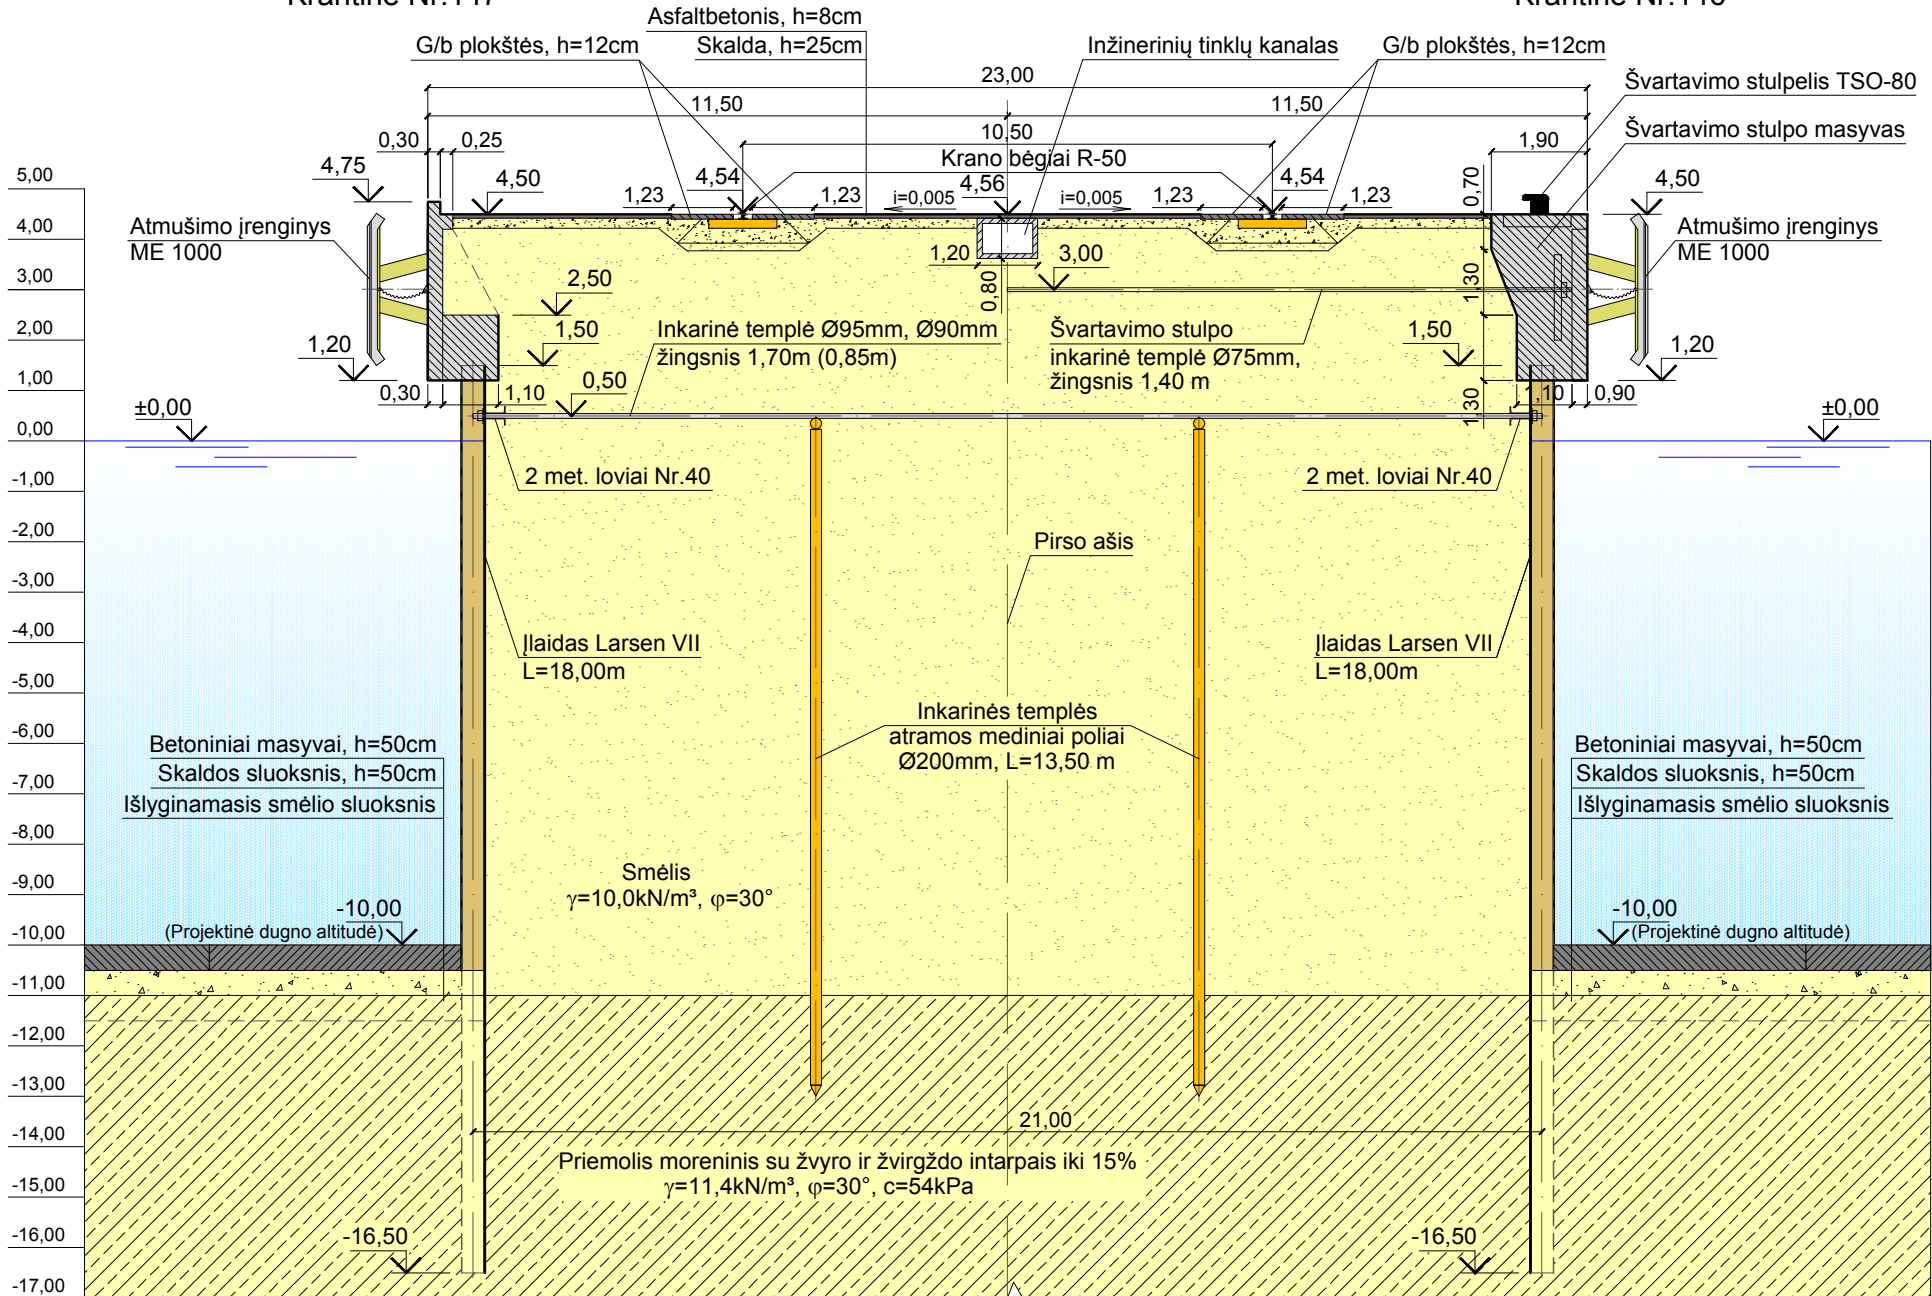 Asfaltbetonis, h=8cm
Skalda, h=25cm
G/b plokštės, h=12cm
Inžinerinių tinklų kanalas
G/b plokštės, h=12cm
23,00
Švartavimo stulpelis TSO-80
11,50
11,50
Švartavimo stulpo masyvas
10,50
0,30
0,25
1,90
Krano bėgiai R-50
4,75
4,50
1,23
4,54
1,23
i=0,005
4,56
i=0,005
1,23
4,54
1,23
0,70
4,50
Atmušimo įrenginys
ME 1000
Atmušimo įrenginys
ME 1000
1,20
3,00
0,80
1,30
2,50
1,50
1,20
Inkarinė templė Ø95mm, Ø90mm
žingsnis 1,70m (0,85m)
Švartavimo stulpo
inkarinė templė Ø75mm,
žingsnis 1,40 m
1,50
1,20
0,30
1,10
0,50
1,30
1,10
0,90
±0,00
±0,00
2 met. loviai Nr.40
2 met. loviai Nr.40
Pirso ašis
Įlaidas Larsen VII
L=18,00m
Įlaidas Larsen VII
L=18,00m
Inkarinės templės
atramos mediniai poliai
Ø200mm, L=13,50 m
Betoniniai masyvai, h=50cm
Skaldos sluoksnis, h=50cm
Išlyginamasis smėlio sluoksnis
Betoniniai masyvai, h=50cm
Skaldos sluoksnis, h=50cm
Išlyginamasis smėlio sluoksnis
Smėlis
γ=10,0kN/m³, φ=30°
-10,00
(Projektinė dugno altitudė)
-10,00
(Projektinė dugno altitudė)
21,00
Priemolis moreninis su žvyro ir žvirgždo intarpais iki 15%
γ=11,4kN/m³, φ=30°, c=54kPa
-16,50
-16,50
5,00
4,00
3,00
2,00
1,00
0,00
-1,00
-2,00
-3,00
-4,00
-5,00
-6,00
-7,00
-8,00
-9,00
-10,00
-11,00
-12,00
-13,00
-14,00
-15,00
-16,00
-17,00